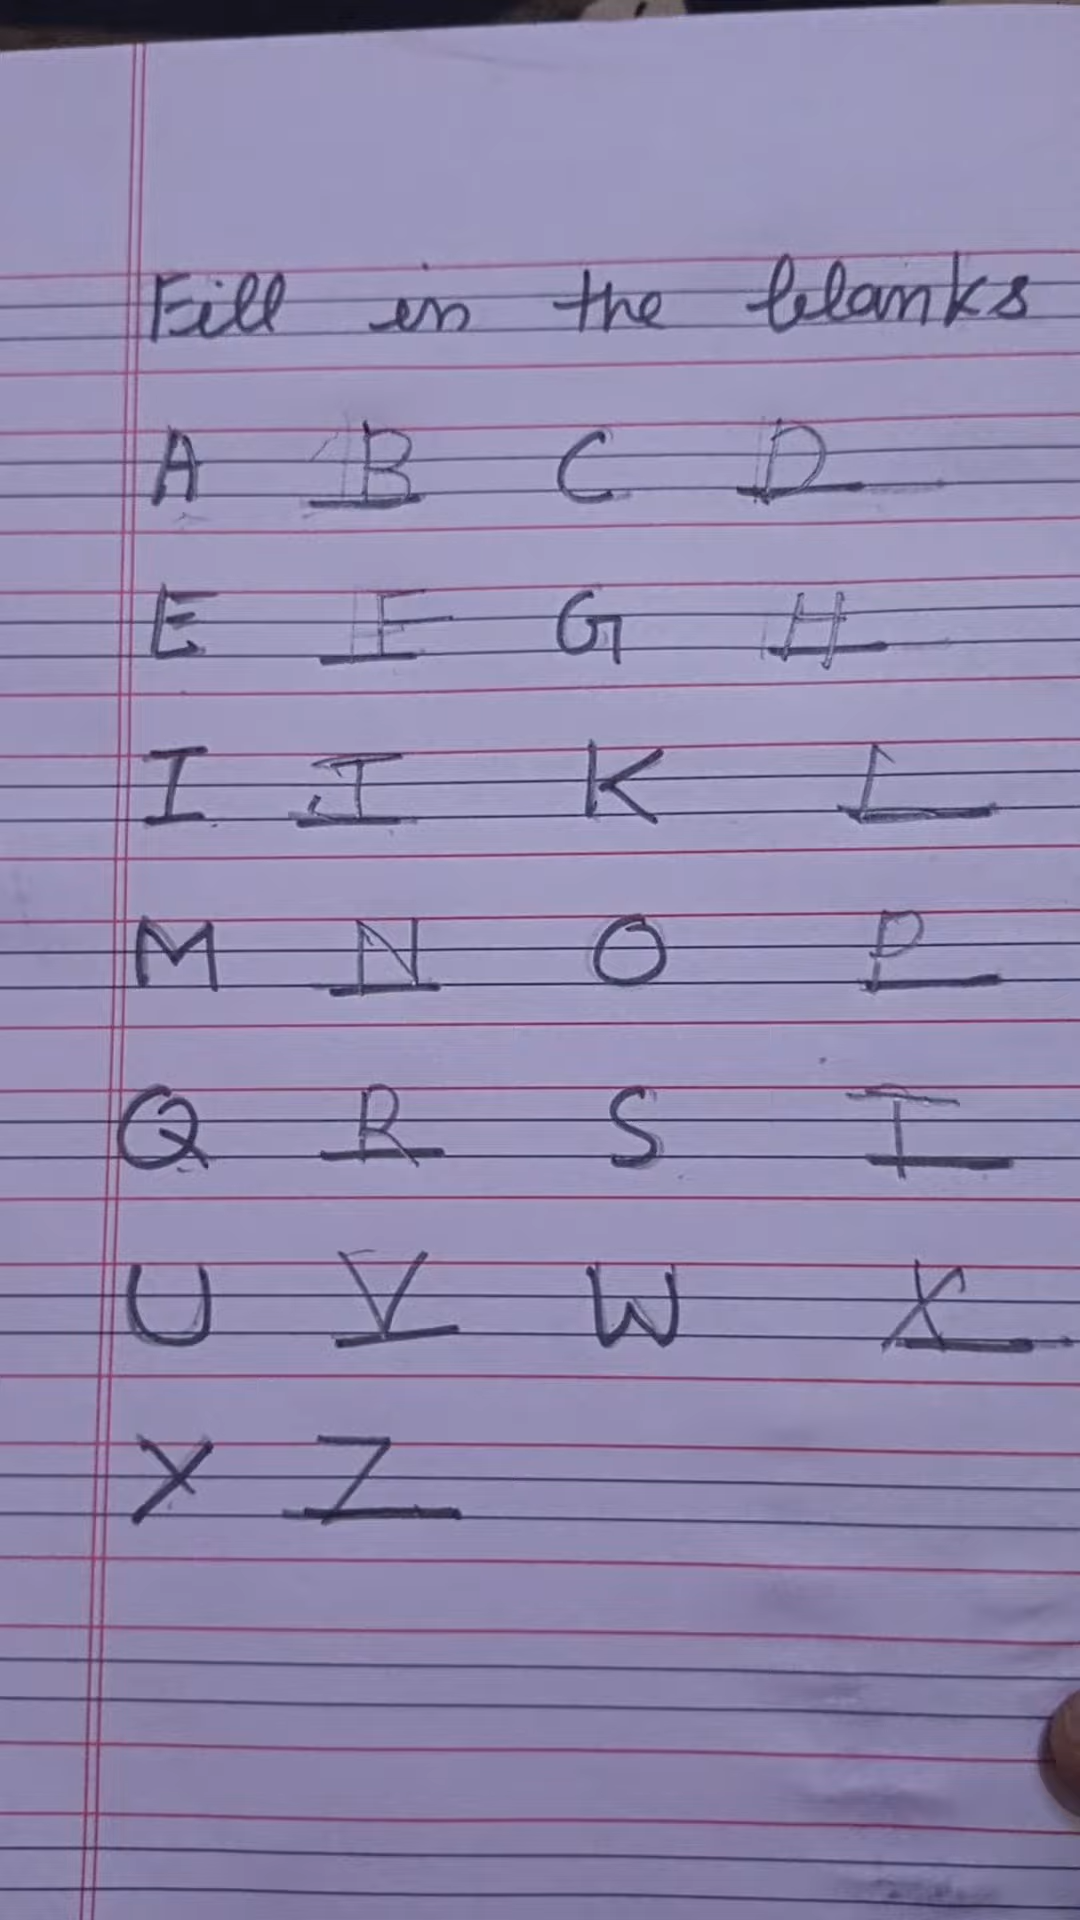 Fill in the blanks
A B C D
E F G H
I J K L
M N O P
Q R S T
U V W X
Y Z